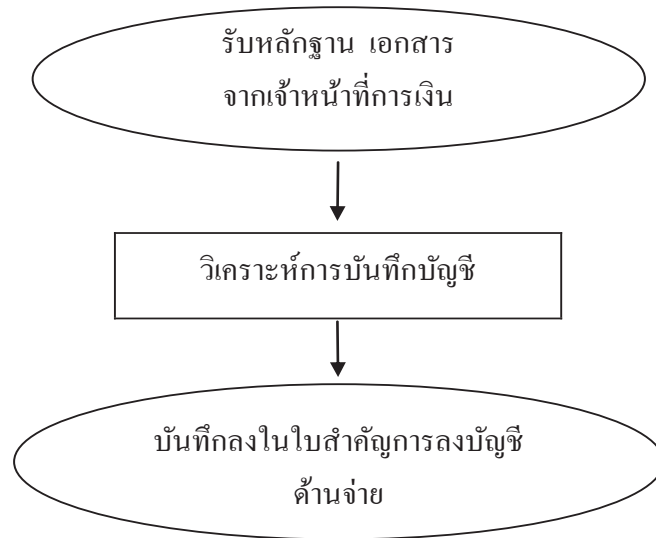 รับหลักฐาน เอกสาร
จากเจ้าหน้าที่การเงิน
วิเคราะห์การบันทึกบัญชี
บันทึกลงในใบสำคัญการลงบัญชี
ด้านจ่าย